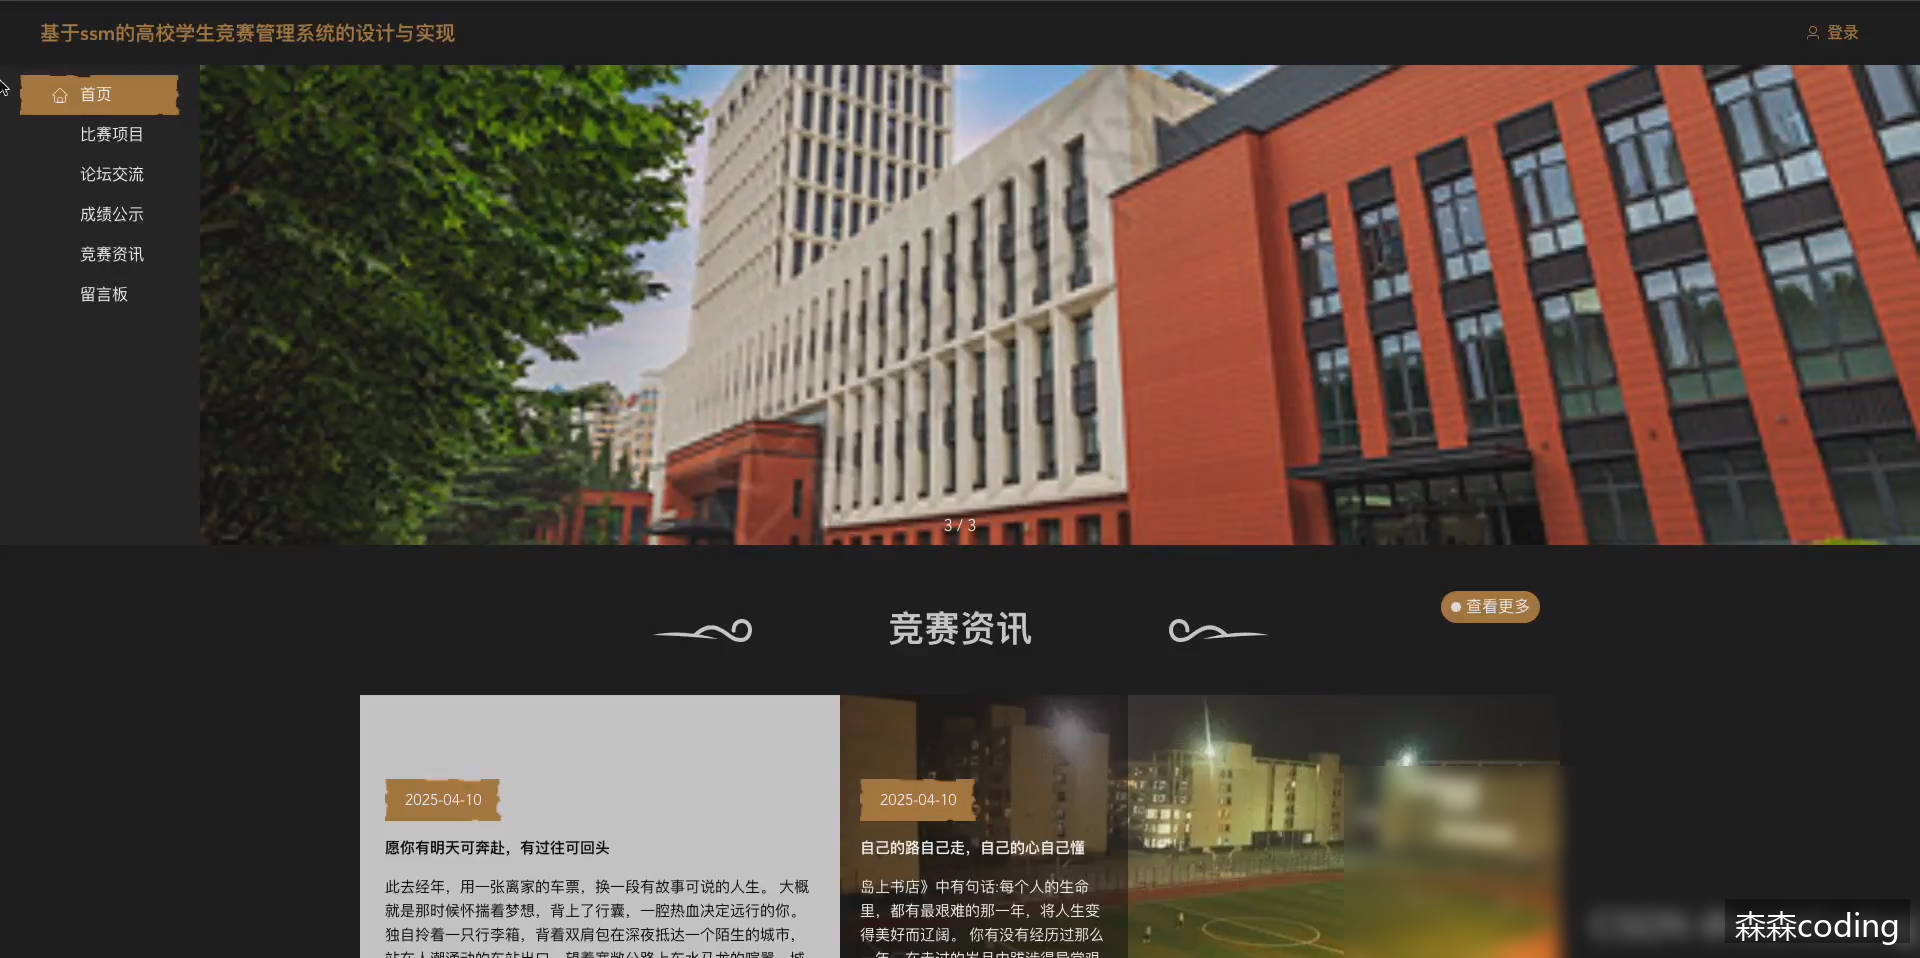 基于ssm的高校学生竞赛管理系统的设计与实现
登录
首页
比赛项目
论坛交流
成绩公示
竞赛资讯
留言板
3 / 3
竞赛资讯
查看更多
2025-04-10
愿你有明天可奔赴，有过往可回头
此去经年，用一张离家的车票，换一段有故事可说的人生。 大概
就是那时候怀揣着梦想，背上了行囊，一腔热血决定远行的你。
独自拎着一只行李箱，背着双肩包在深夜抵达一个陌生的城市，
2025-04-10
自己的路自己走，自己的心自己懂
岛上书店》中有句话:每个人的生命
里，都有最艰难的那一年，将人生变
得美好而辽阔。 你有没有经历过那么
森森coding